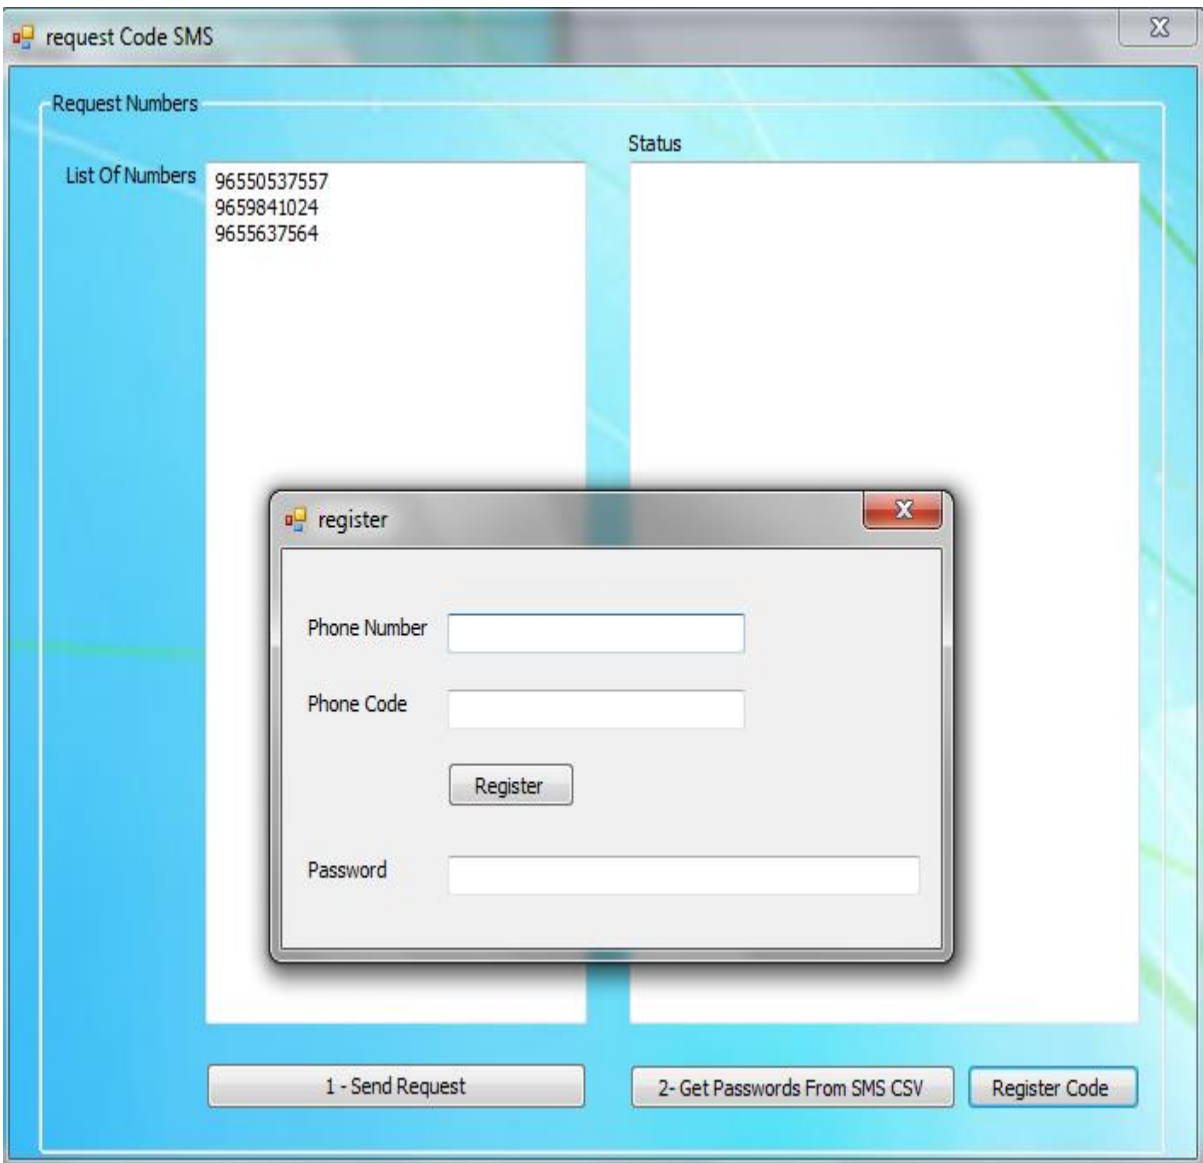 request Code SMS
Request Numbers
Status
List Of Numbers
96550537557
9659841024
9655637564
register
Phone Number
Phone Code
Register
Password
1 - Send Request
2- Get Passwords From SMS CSV
Register Code